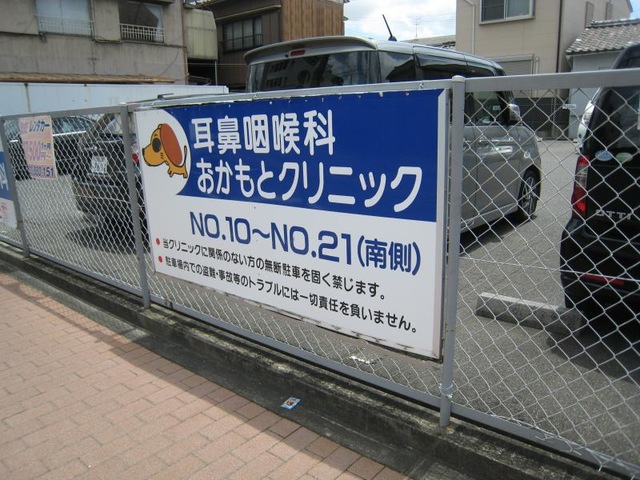 耳鼻咽喉科
おかもとクリニック
NO.10〜NO.21(南側)
●当クリニックに関係のない方の無断駐車を固く禁じます。
●駐車場内での盗難・事故等のトラブルには一切責任を負いません。